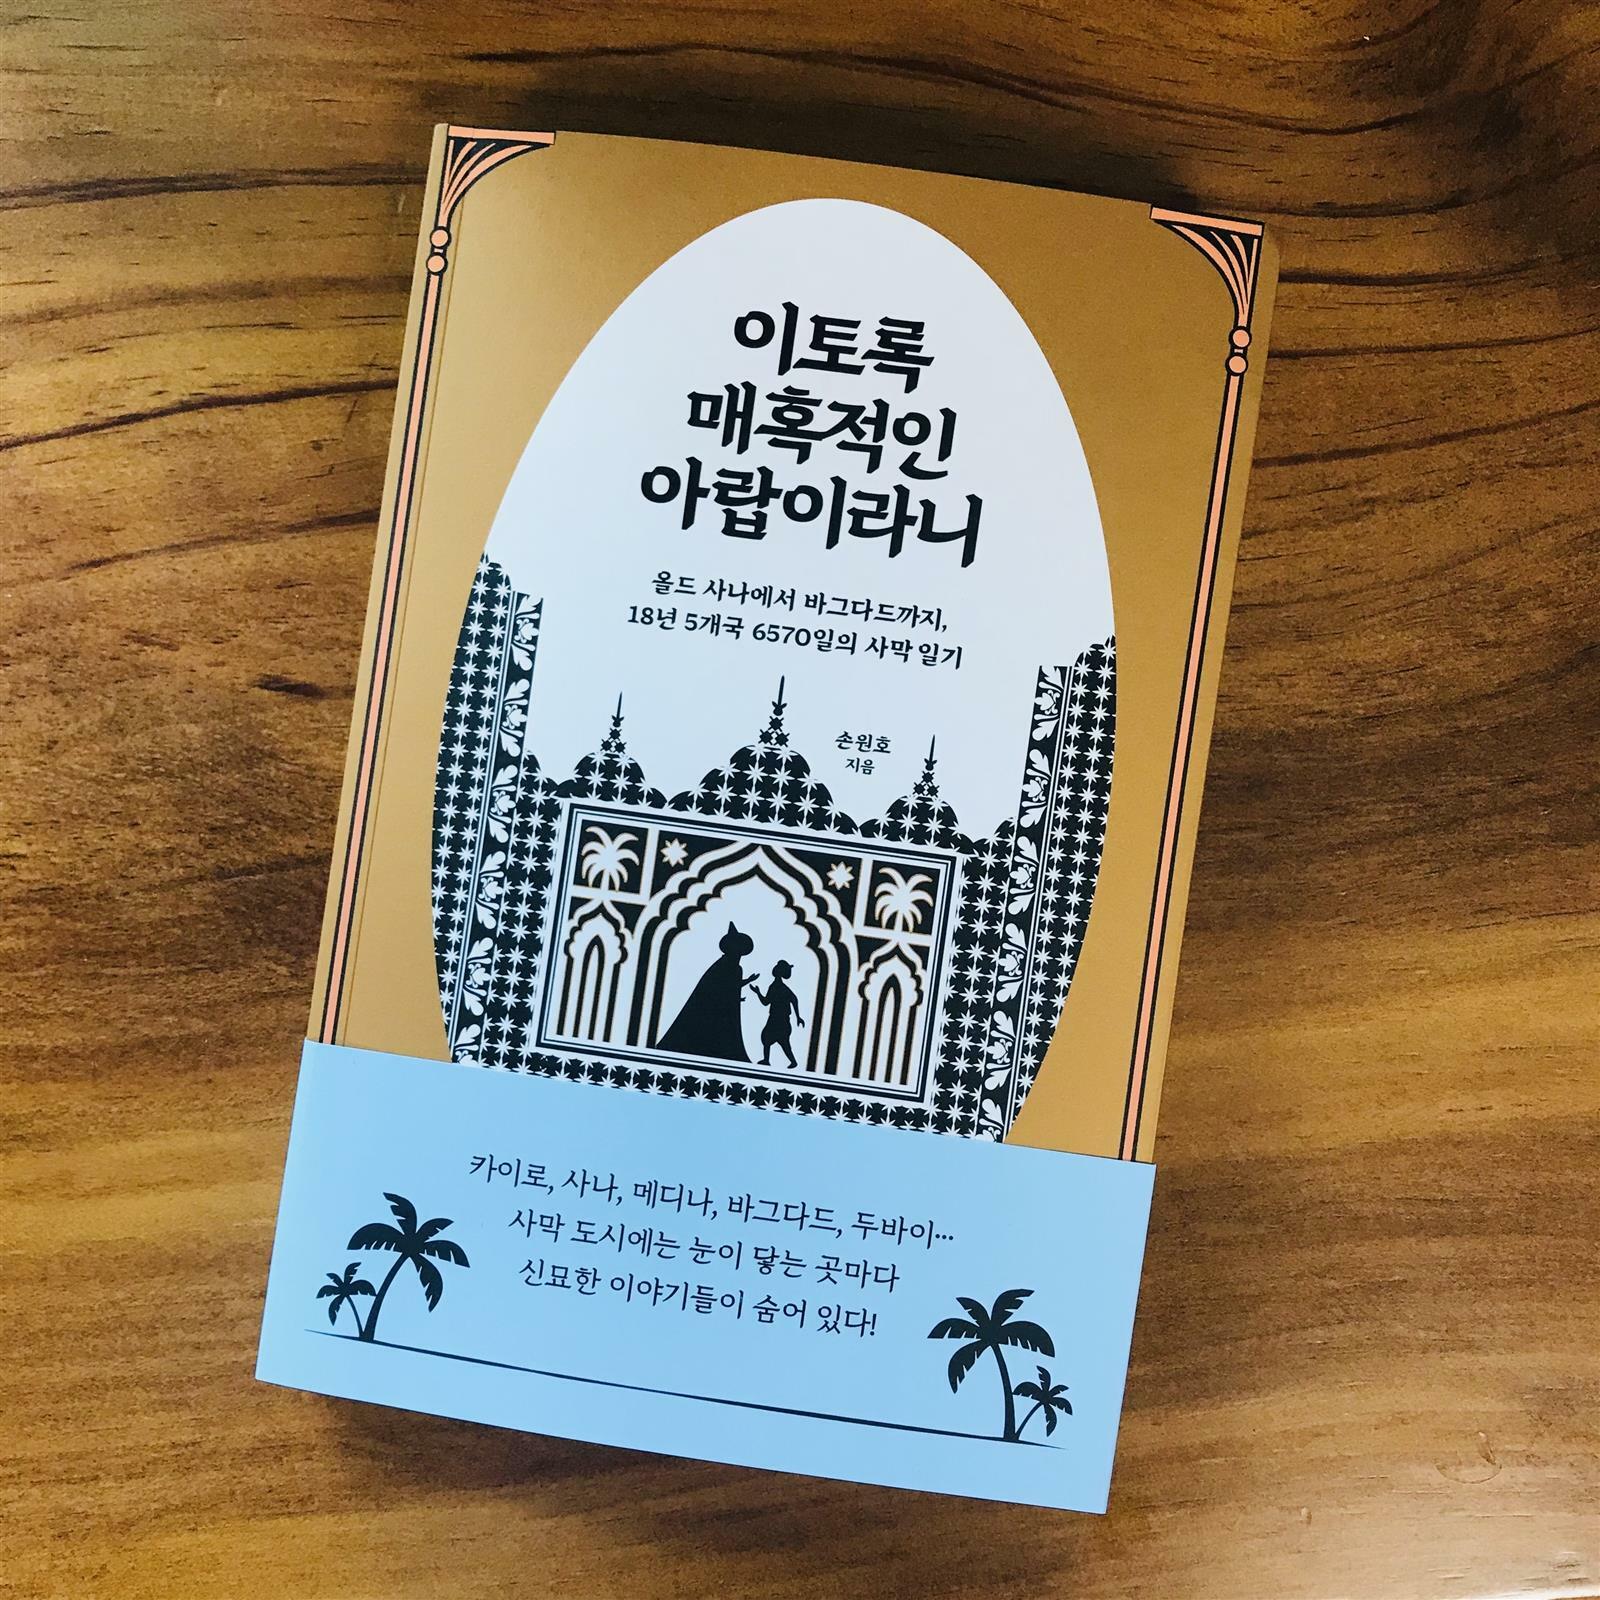 이토록
매혹적인
아랍이라니
올드 사나에서 바그다드까지,
18년 5개국 6570일의 사막 일기
손원호
지음
카이로, 사나, 메디나, 바그다드, 두바이…
사막 도시에는 눈이 닿는 곳마다
신묘한 이야기들이 숨어 있다!